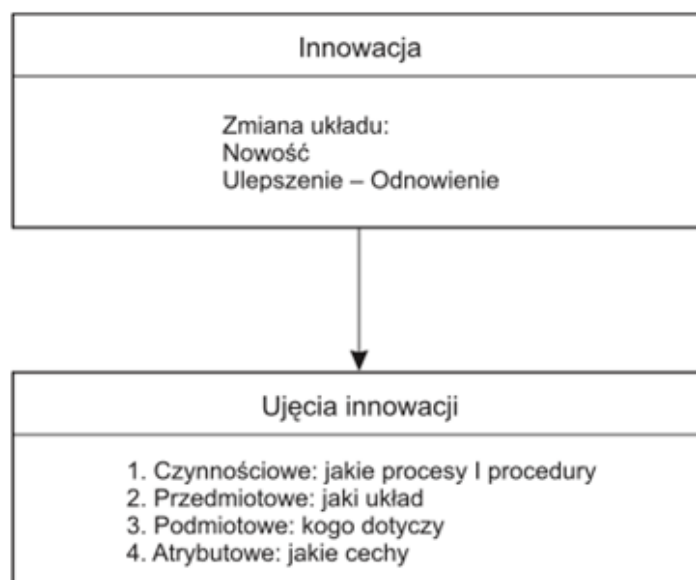 Innowacja
Zmiana układu:
Nowość
Ulepszenie – Odnowienie
Ujęcia innowacji
1. Czynnościowe: jakie procesy I procedury
2. Przedmiotowe: jaki układ
3. Podmiotowe: kogo dotyczy
4. Atrybutowe: jakie cechy